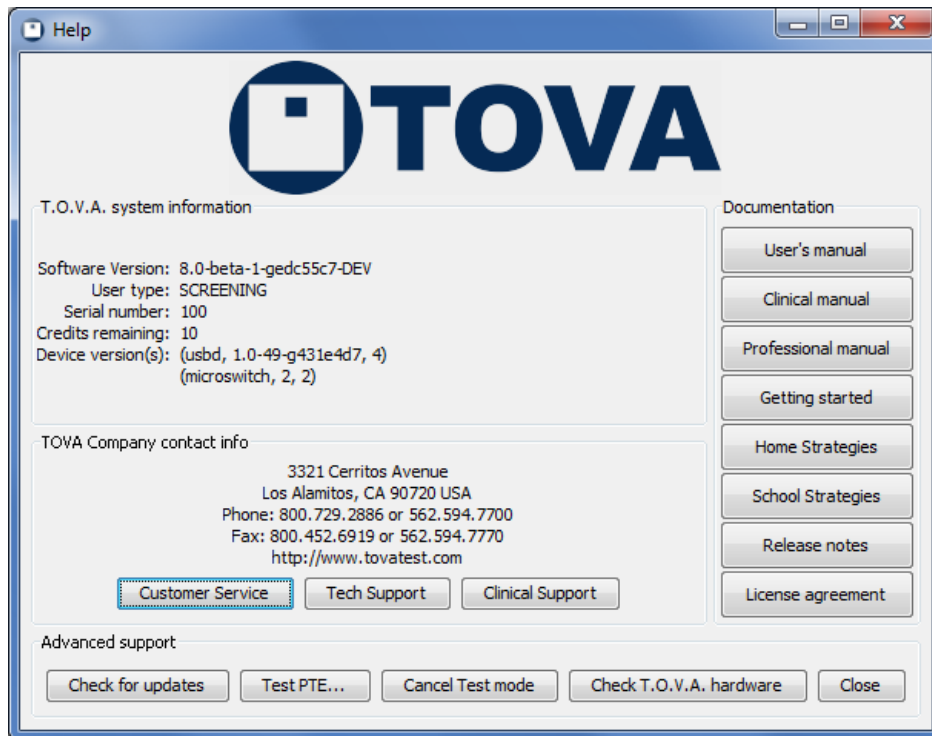 Help
TOVA
T.O.V.A. system information
Software Version: 8.0-beta-1-gedc55c7-DEV
User type: SCREENING
Serial number: 100
Credits remaining: 10
Device version(s): (usbd, 1.0-49-g431e4d7, 4)
(microswitch, 2, 2)
TOVA Company contact info
3321 Cerritos Avenue
Los Alamitos, CA 90720 USA
Phone: 800.729.2886 or 562.594.7700
Fax: 800.452.6919 or 562.594.7770
http://www.tovatest.com
Customer Service Tech Support Clinical Support
Documentation
User's manual
Clinical manual
Professional manual
Getting started
Home Strategies
School Strategies
Release notes
License agreement
Advanced support
Check for updates Test PTE... Cancel Test mode Check T.O.V.A. hardware Close